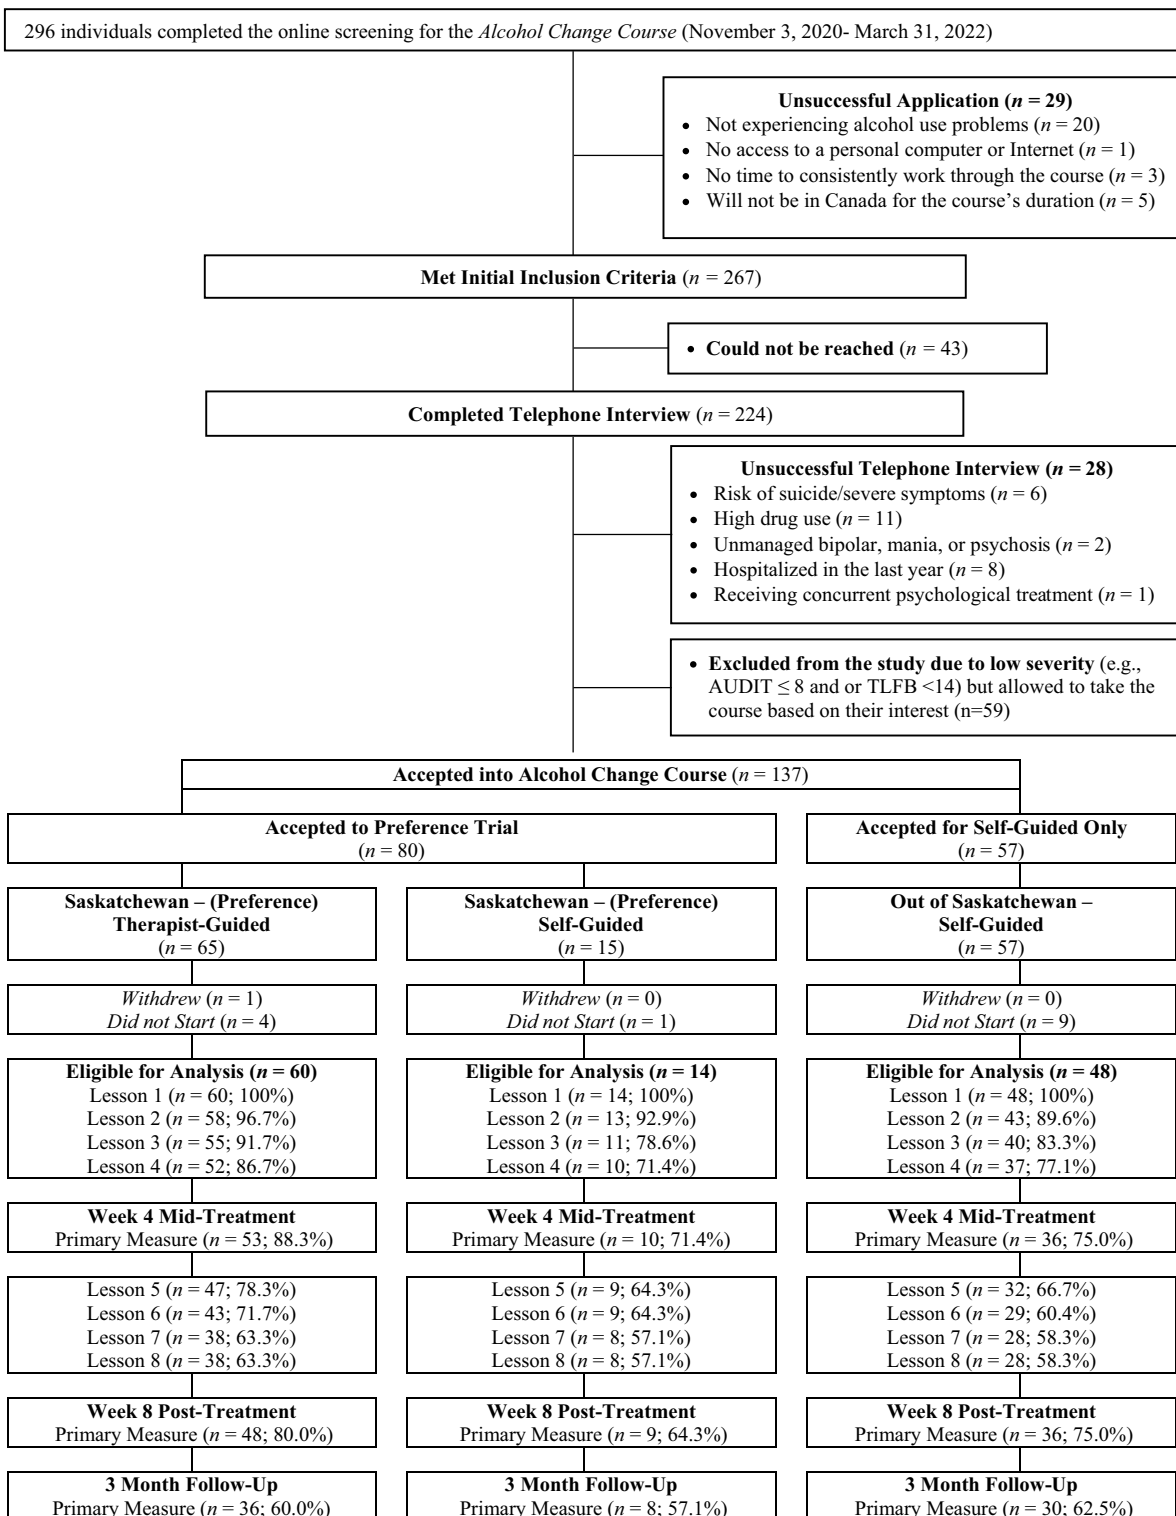 296 individuals completed the online screening for the Alcohol Change Course (November 3, 2020- March 31, 2022)
Unsuccessful Application (n = 29)
• Not experiencing alcohol use problems (n = 20)
• No access to a personal computer or Internet (n = 1)
• No time to consistently work through the course (n = 3)
• Will not be in Canada for the course's duration (n = 5)
Met Initial Inclusion Criteria (n = 267)
• Could not be reached (n = 43)
Completed Telephone Interview (n = 224)
Unsuccessful Telephone Interview (n = 28)
• Risk of suicide/severe symptoms (n = 6)
• High drug use (n = 11)
• Unmanaged bipolar, mania, or psychosis (n = 2)
• Hospitalized in the last year (n = 8)
• Receiving concurrent psychological treatment (n = 1)
• Excluded from the study due to low severity (e.g.,
AUDIT ≤ 8 and or TLFB <14) but allowed to take the
course based on their interest (n=59)
Accepted into Alcohol Change Course (n = 137)
Accepted to Preference Trial
(n = 80)
Accepted for Self-Guided Only
(n = 57)
Saskatchewan – (Preference)
Therapist-Guided
(n = 65)
Saskatchewan – (Preference)
Self-Guided
(n = 15)
Out of Saskatchewan –
Self-Guided
(n = 57)
Withdrew (n = 1)
Did not Start (n = 4)
Withdrew (n = 0)
Did not Start (n = 1)
Withdrew (n = 0)
Did not Start (n = 9)
Eligible for Analysis (n = 60)
Lesson 1 (n = 60; 100%)
Lesson 2 (n = 58; 96.7%)
Lesson 3 (n = 55; 91.7%)
Lesson 4 (n = 52; 86.7%)
Eligible for Analysis (n = 14)
Lesson 1 (n = 14; 100%)
Lesson 2 (n = 13; 92.9%)
Lesson 3 (n = 11; 78.6%)
Lesson 4 (n = 10; 71.4%)
Eligible for Analysis (n = 48)
Lesson 1 (n = 48; 100%)
Lesson 2 (n = 43; 89.6%)
Lesson 3 (n = 40; 83.3%)
Lesson 4 (n = 37; 77.1%)
Week 4 Mid-Treatment
Primary Measure (n = 53; 88.3%)
Week 4 Mid-Treatment
Primary Measure (n = 10; 71.4%)
Week 4 Mid-Treatment
Primary Measure (n = 36; 75.0%)
Lesson 5 (n = 47; 78.3%)
Lesson 6 (n = 43; 71.7%)
Lesson 7 (n = 38; 63.3%)
Lesson 8 (n = 38; 63.3%)
Lesson 5 (n = 9; 64.3%)
Lesson 6 (n = 9; 64.3%)
Lesson 7 (n = 8; 57.1%)
Lesson 8 (n = 8; 57.1%)
Lesson 5 (n = 32; 66.7%)
Lesson 6 (n = 29; 60.4%)
Lesson 7 (n = 28; 58.3%)
Lesson 8 (n = 28; 58.3%)
Week 8 Post-Treatment
Primary Measure (n = 48; 80.0%)
Week 8 Post-Treatment
Primary Measure (n = 9; 64.3%)
Week 8 Post-Treatment
Primary Measure (n = 36; 75.0%)
3 Month Follow-Up
Primary Measure (n = 36; 60.0%)
3 Month Follow-Up
Primary Measure (n = 8; 57.1%)
3 Month Follow-Up
Primary Measure (n = 30; 62.5%)